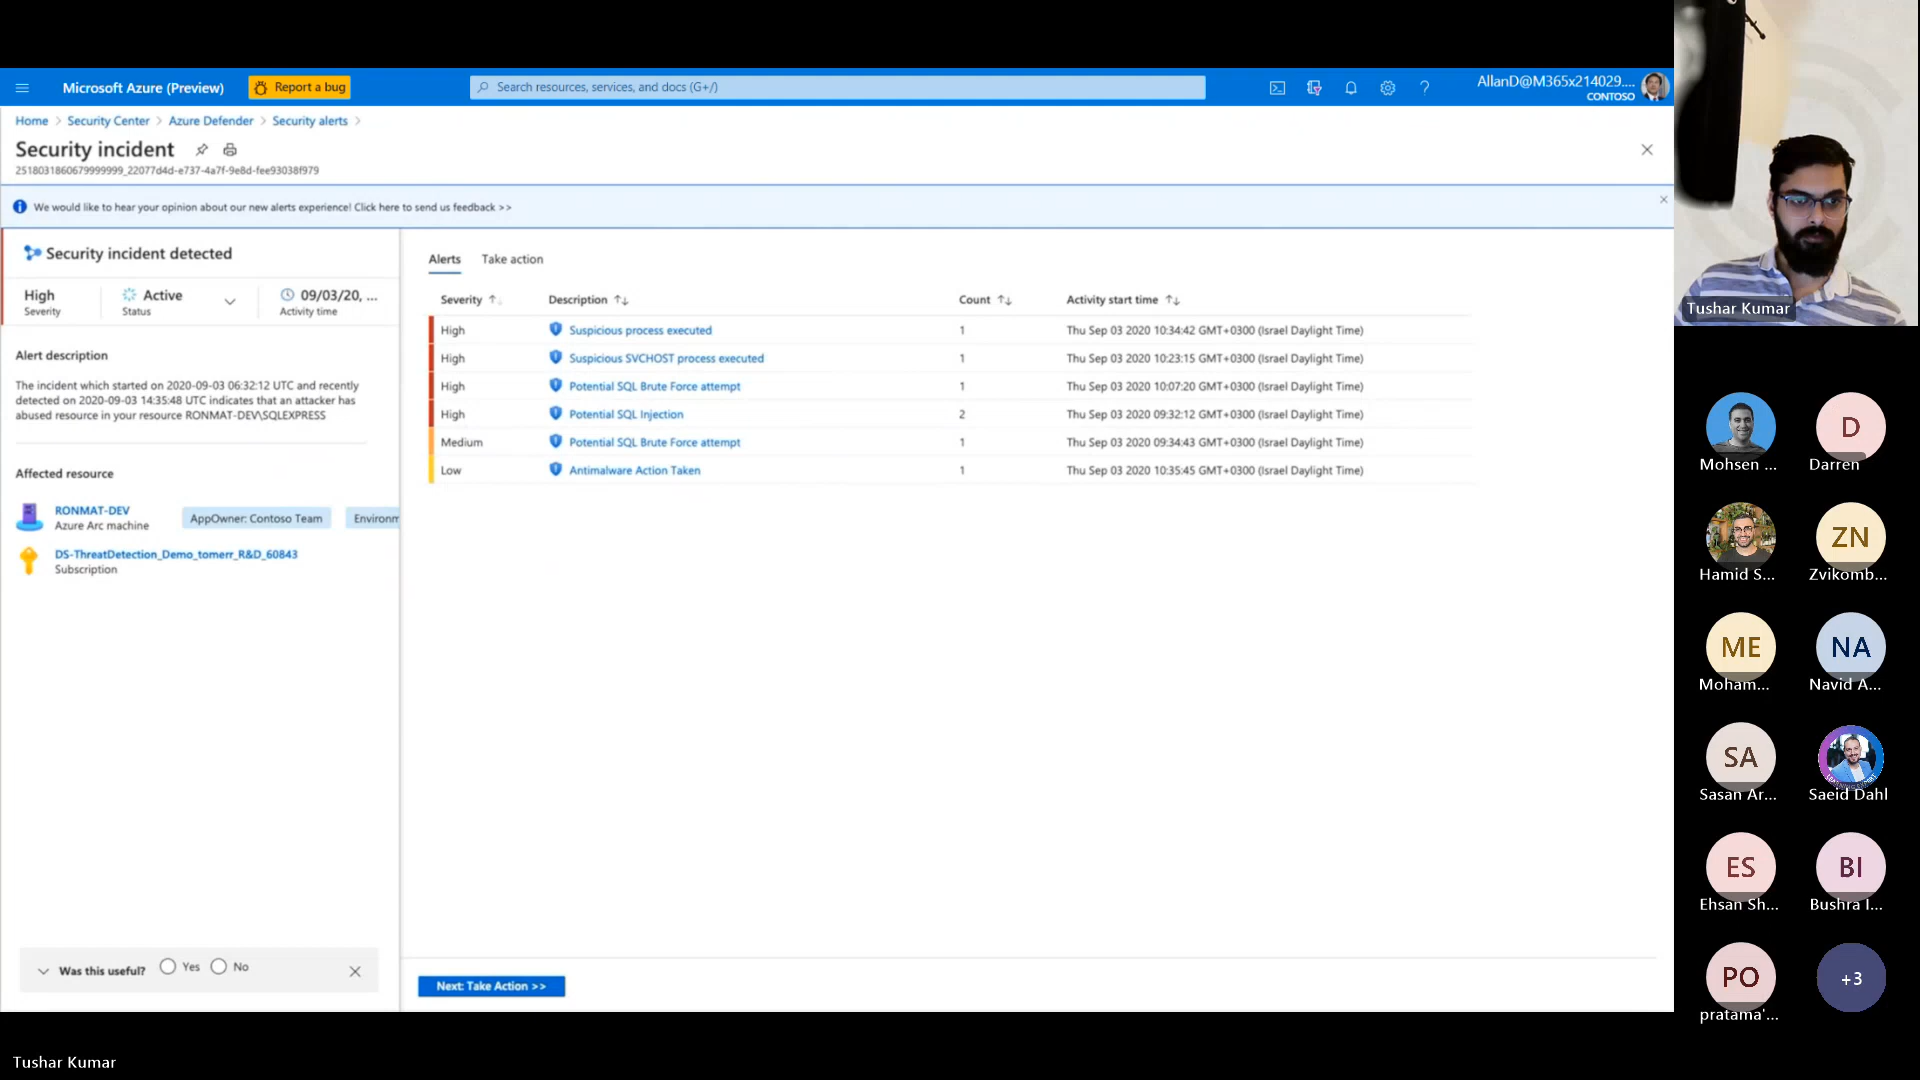 Microsoft Azure (Preview)
Report a bug
Search resources, services, and docs (G+/)
AllanD@M365x214029....
CONTOSO
Home > Security Center > Azure Defender > Security alerts >
Security incident
2518031860679999999_22077d4d-e737-4a7f-9e8d-fee93038f979
We would like to hear your opinion about our new alerts experience! Click here to send us feedback >>
Security incident detected
High
Severity
Active
Status
09/03/20, ...
Activity time
Alert description
The incident which started on 2020-09-03 06:32:12 UTC and recently
detected on 2020-09-03 14:35:48 UTC indicates that an attacker has
abused resource in your resource RONMAT-DEV\SQLEXPRESS
Affected resource
RONMAT-DEV
Azure Arc machine
AppOwner: Contoso Team
Environm
DS-ThreatDetection_Demo_tomerr_R&D_60843
Subscription
Was this useful? Yes No
Alerts Take action
Severity Description Count Activity start time
High Suspicious process executed 1 Thu Sep 03 2020 10:34:42 GMT+0300 (Israel Daylight Time)
High Suspicious SVCHOST process executed 1 Thu Sep 03 2020 10:23:15 GMT+0300 (Israel Daylight Time)
High Potential SQL Brute Force attempt 1 Thu Sep 03 2020 10:07:20 GMT+0300 (Israel Daylight Time)
High Potential SQL Injection 2 Thu Sep 03 2020 09:32:12 GMT+0300 (Israel Daylight Time)
Medium Potential SQL Brute Force attempt 1 Thu Sep 03 2020 09:34:43 GMT+0300 (Israel Daylight Time)
Low Antimalware Action Taken 1 Thu Sep 03 2020 10:35:45 GMT+0300 (Israel Daylight Time)
Next: Take Action >>
Tushar Kumar
Mohsen ...
D
Darren
Hamid S...
ZN
Zvikomb...
ME
Moham...
NA
Navid A...
SA
Sasan Ar...
Saeid Dahl
ES
Ehsan Sh...
BI
Bushra I...
PO
pratama'...
+3
Tushar Kumar